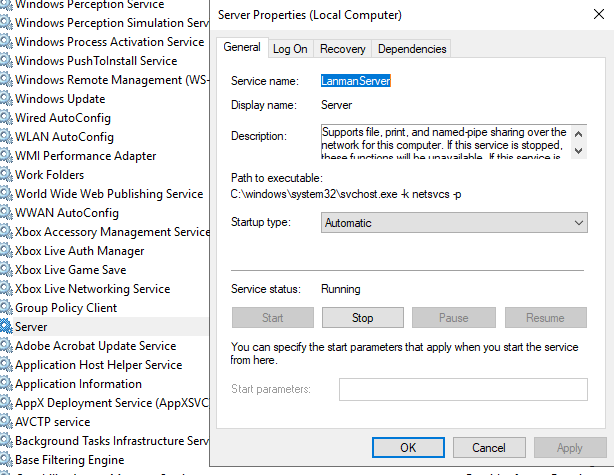 Windows Perception Service
Windows Perception Simulation Serv
Windows Process Activation Service
Windows PushToInstall Service
Windows Remote Management (WS-
Windows Update
Wired AutoConfig
WLAN AutoConfig
WMI Performance Adapter
Work Folders
World Wide Web Publishing Service
WWAN AutoConfig
Xbox Accessory Management Service
Xbox Live Auth Manager
Xbox Live Game Save
Xbox Live Networking Service
Group Policy Client
Server
Adobe Acrobat Update Service
Application Host Helper Service
Application Information
AppX Deployment Service (AppXSVC
AVCTP service
Background Tasks Infrastructure Serv
Base Filtering Engine
Server Properties (Local Computer)
General Log On Recovery Dependencies
Service name: LanmanServer
Display name: Server
Description: Supports file, print, and named-pipe sharing over the
network for this computer. If this service is stopped,
these functions will be unavailable. If this service is
Path to executable:
C:\windows\system32\svchost.exe -k netsvcs -p
Startup type: Automatic
Service status: Running
Start Stop Pause Resume
You can specify the start parameters that apply when you start the service
from here.
Start parameters:
OK Cancel Apply